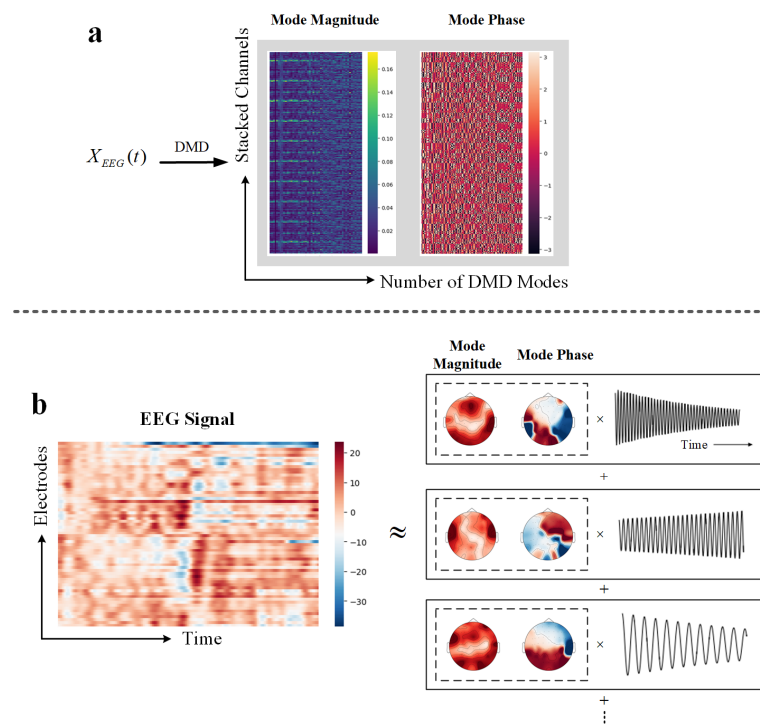 a
Mode Magnitude
Mode Phase
Stacked Channels
X_{EEG}(t)
DMD
0.16
0.14
0.12
0.10
0.08
0.06
0.04
0.02
3
2
1
0
−1
−2
−3
Number of DMD Modes
b
EEG Signal
Electrodes
Time
20
10
0
−10
−20
−30
≈
Mode
Magnitude
Mode Phase
×
Time
+
×
+
×
+